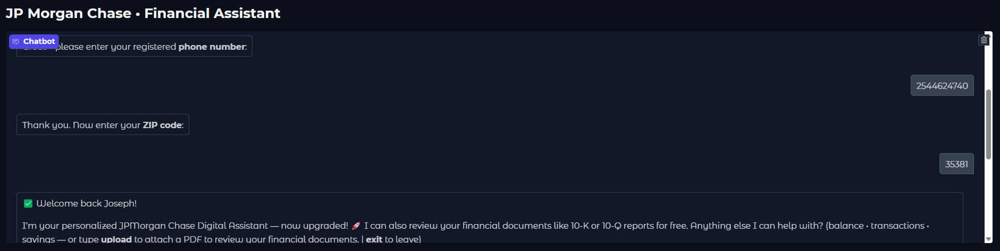 JP Morgan Chase • Financial Assistant
Chatbot
please enter your registered phone number:
2544624740
Thank you. Now enter your ZIP code:
35381
✅ Welcome back Joseph!
I'm your personalized JPMorgan Chase Digital Assistant — now upgraded! 🚀 I can also review your financial documents like 10-K or 10-Q reports for free. Anything else I can help with? (balance • transactions •
savings — or type upload to attach a PDF to review your financial documents. | exit to leave)